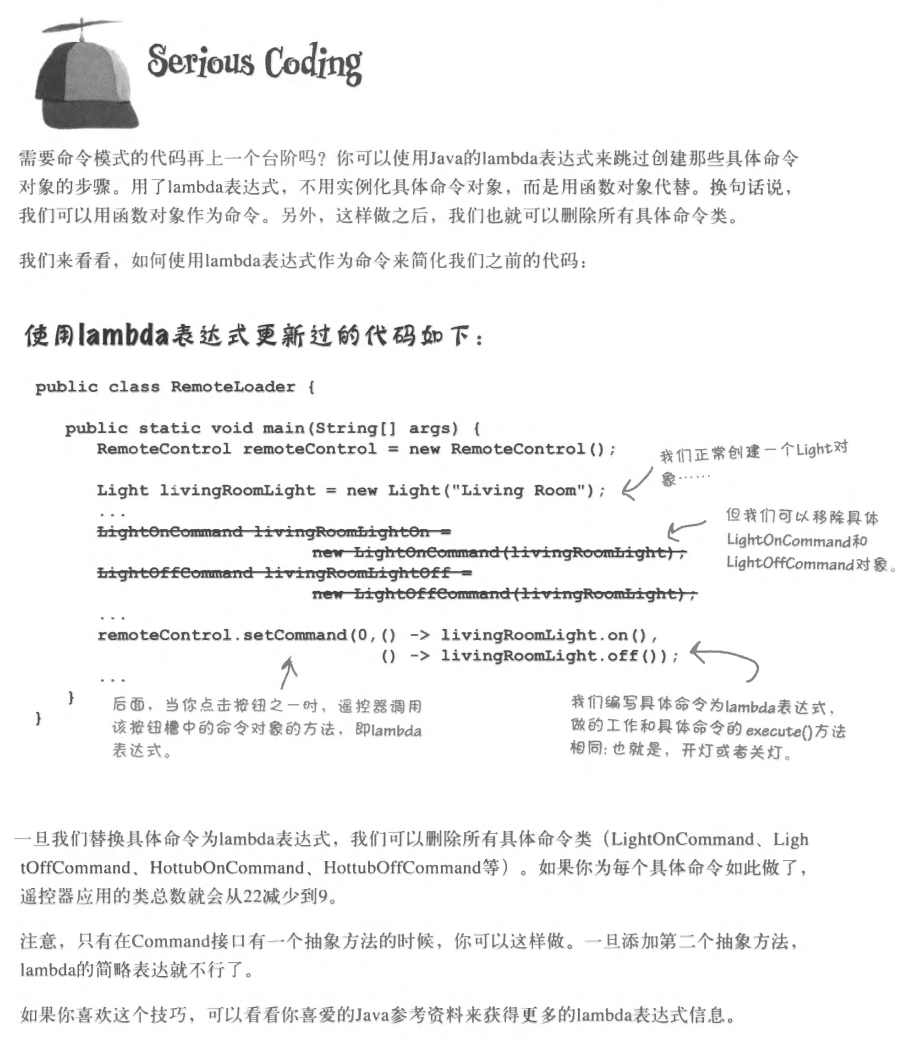 Serious Coding
需要命令模式的代码再上一个台阶吗？你可以使用Java的lambda表达式来跳过创建那些具体命令
对象的步骤。用了lambda表达式，不用实例化具体命令对象，而是用函数对象代替。换句话说，
我们可以用函数对象作为命令。另外，这样做之后，我们也就可以删除所有具体命令类。
我们来看看，如何使用lambda表达式作为命令来简化我们之前的代码：
使用lambda表达式更新过的代码如下：
public class RemoteLoader {
public static void main(String[] args) {
RemoteControl remoteControl = new RemoteControl();
我们正常创建一个Light对
象……
Light livingRoomLight = new Light("Living Room");
...
但我们可以移除具体
LightOnCommand和
LightOffCommand对象。
LightOnCommand livingRoomLightOn =
new LightOnCommand(livingRoomLight);
LightOffCommand livingRoomLightOff =
new LightOffCommand(livingRoomLight);
...
remoteControl.setCommand(0,() -> livingRoomLight.on(),
() -> livingRoomLight.off());
...
}
}
后面，当你点击按钮之一时，遥控器调用
该按钮槽中的命令对象的方法，即lambda
表达式。
我们编写具体命令为lambda表达式，
做的工作和具体命令的execute()方法
相同；也就是，开灯或者关灯。
一旦我们替换具体命令为lambda表达式，我们可以删除所有具体命令类（LightOnCommand、Ligh
tOffCommand、HottubOnCommand、HottubOffCommand等）。如果你为每个具体命令如此做了，
遥控器应用的类总数就会从22减少到9。
注意，只有在Command接口有一个抽象方法的时候，你可以这样做。一旦添加第二个抽象方法，
lambda的简略表达就不行了。
如果你喜欢这个技巧，可以看看你喜爱的Java参考资料来获得更多的lambda表达式信息。